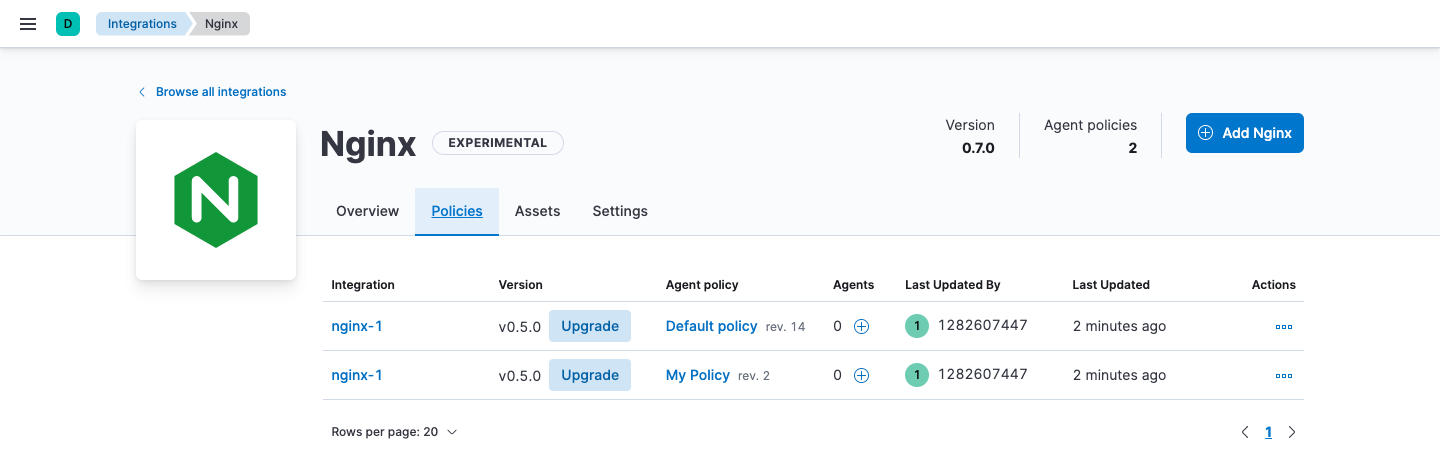 D Integrations Nginx
Browse all integrations
Nginx EXPERIMENTAL
Version
0.7.0
Agent policies
2
Add Nginx
Overview Policies Assets Settings
Integration Version Agent policy Agents Last Updated By Last Updated Actions
nginx-1 v0.5.0 Upgrade Default policy rev. 14 0 1 1282607447 2 minutes ago
nginx-1 v0.5.0 Upgrade My Policy rev. 2 0 1 1282607447 2 minutes ago
Rows per page: 20 1